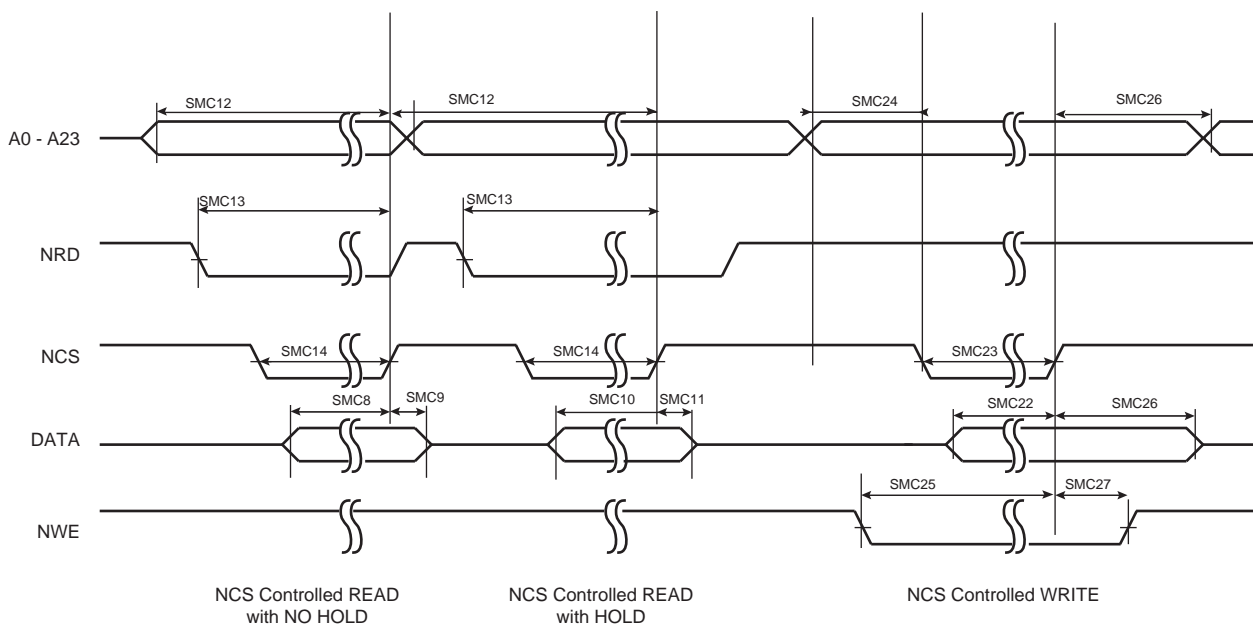 SMC12
SMC12
SMC24
SMC26
A0 - A23
SMC13
SMC13
NRD
NCS
SMC14
SMC14
SMC23
SMC8
SMC9
SMC10
SMC11
SMC22
SMC26
DATA
SMC25
SMC27
NWE
NCS Controlled READ
with NO HOLD
NCS Controlled READ
with HOLD
NCS Controlled WRITE